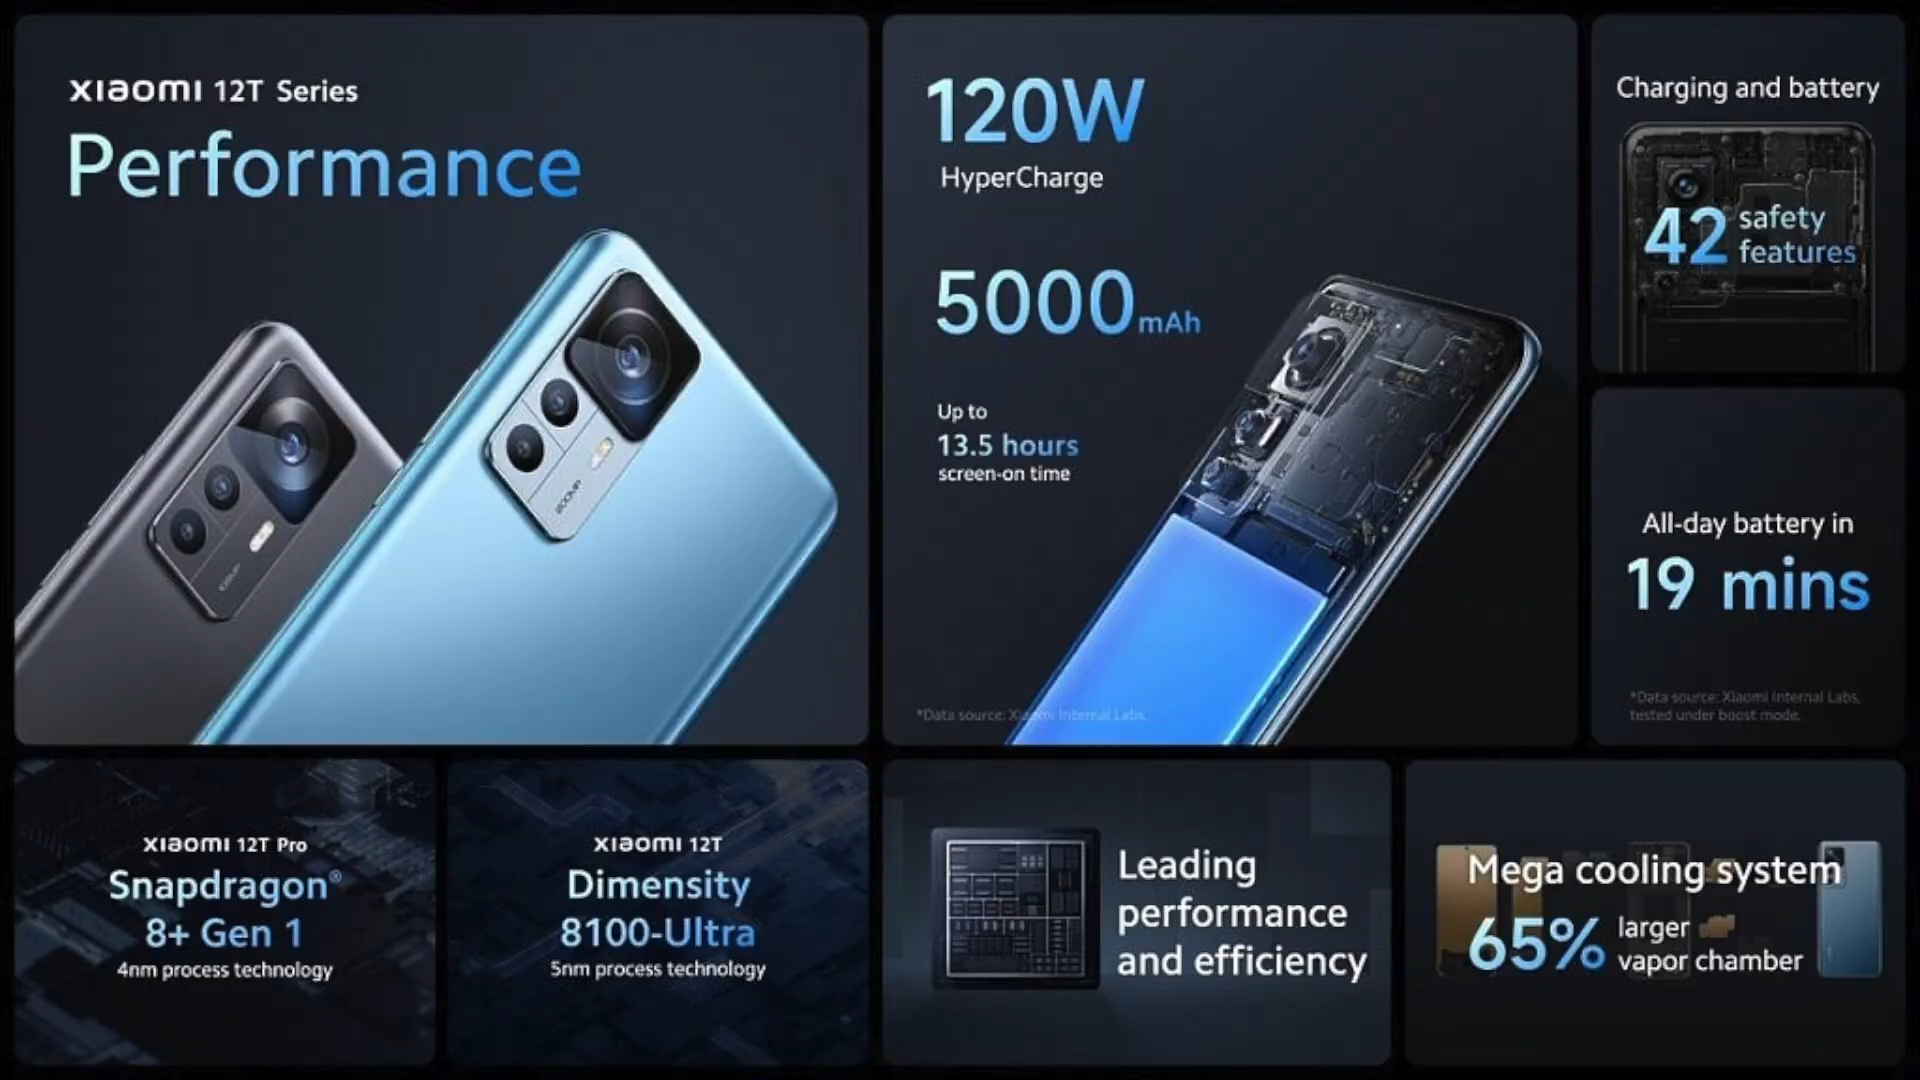 xiaomi 12T Series
Performance
120W
HyperCharge
5000mAh
Up to
13.5 hours
screen-on time
*Data source: Xiaomi Internal Labs.
Charging and battery
42 safety
features
All-day battery in
19 mins
*Data source: Xiaomi Internal Labs,
tested under boost mode.
xiaomi 12T Pro
Snapdragon®
8+ Gen 1
4nm process technology
xiaomi 12T
Dimensity
8100-Ultra
5nm process technology
Leading
performance
and efficiency
Mega cooling system
65% larger
vapor chamber